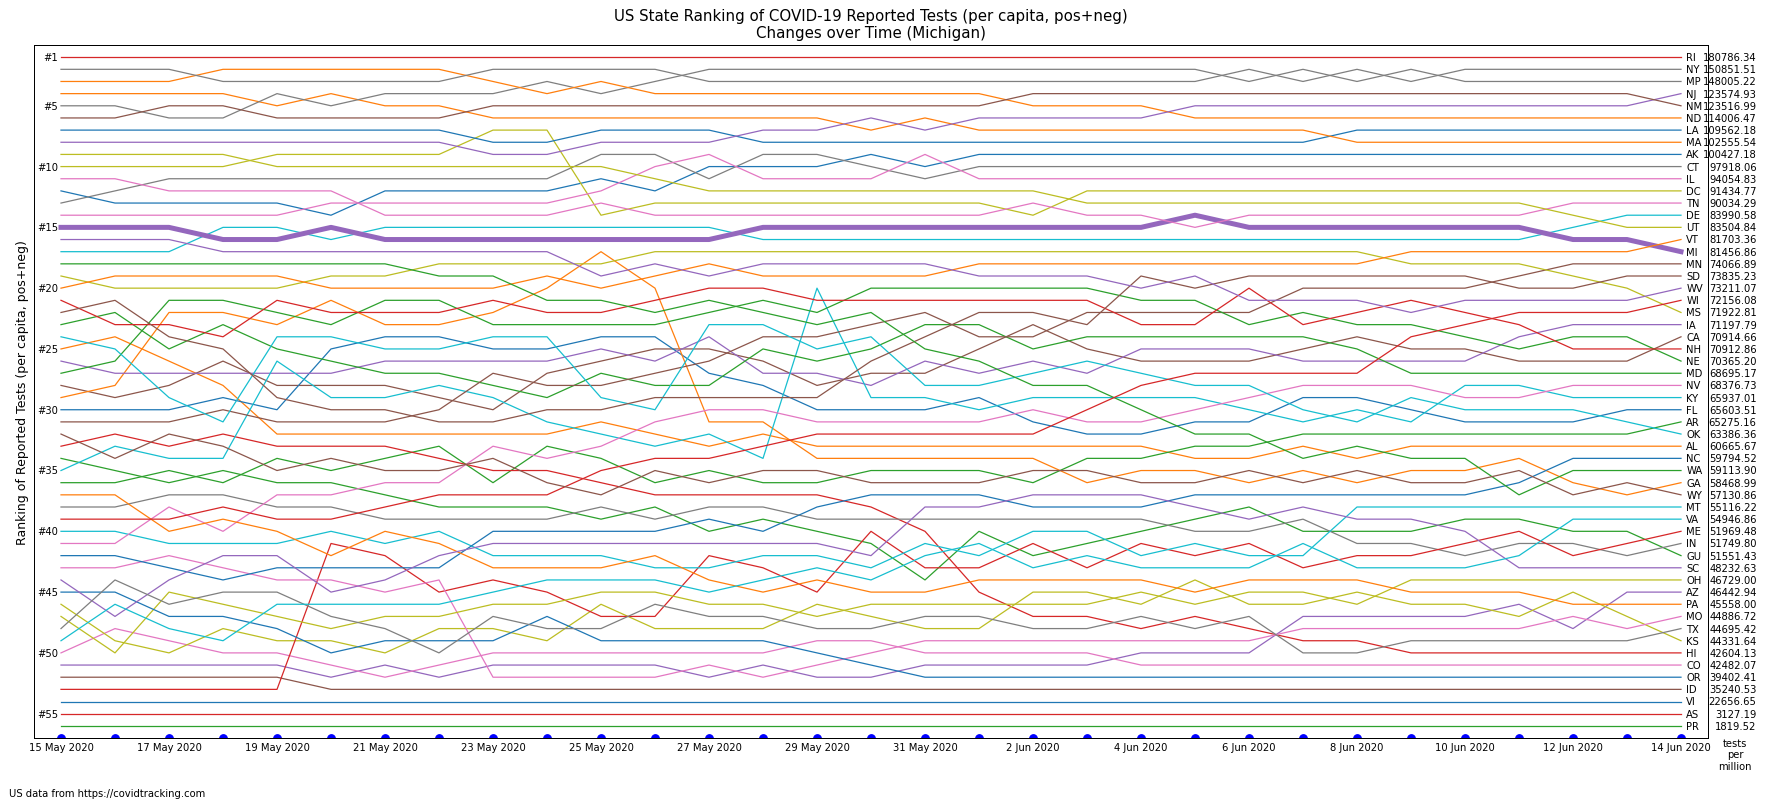 US State Ranking of COVID-19 Reported Tests (per capita, pos+neg)
Changes over Time (Michigan)
Ranking of Reported Tests (per capita, pos+neg)
#1
#5
#10
#15
#20
#25
#30
#35
#40
#45
#50
#55
RI 180786.34
NY 150851.51
MP 148005.22
NJ 123574.93
NM 123516.99
ND 114006.47
LA 109562.18
MA 102555.54
AK 100427.18
CT 97918.06
IL 94054.83
DC 91434.77
TN 90034.29
DE 83990.58
UT 83504.84
VT 81703.36
MI 81456.86
MN 74066.89
SD 73835.23
WV 73211.07
WI 72156.08
MS 71922.81
IA 71197.79
CA 70914.66
NH 70912.86
NE 70365.20
MD 68695.17
NV 68376.73
KY 65937.01
FL 65603.51
AR 65275.16
OK 63386.36
AL 60665.67
NC 59794.52
WA 59113.90
GA 58468.99
WY 57130.86
MT 55116.22
VA 54946.86
ME 51969.48
IN 51749.80
GU 51551.43
SC 48232.63
OH 46729.00
AZ 46442.94
PA 45558.00
MO 44886.72
TX 44695.42
KS 44331.64
HI 42604.13
CO 42482.07
OR 39402.41
ID 35240.53
VI 22656.65
AS 3127.19
PR 1819.52
15 May 2020 17 May 2020 19 May 2020 21 May 2020 23 May 2020 25 May 2020 27 May 2020 29 May 2020 31 May 2020 2 Jun 2020 4 Jun 2020 6 Jun 2020 8 Jun 2020 10 Jun 2020 12 Jun 2020 14 Jun 2020
tests
per
million
US data from https://covidtracking.com